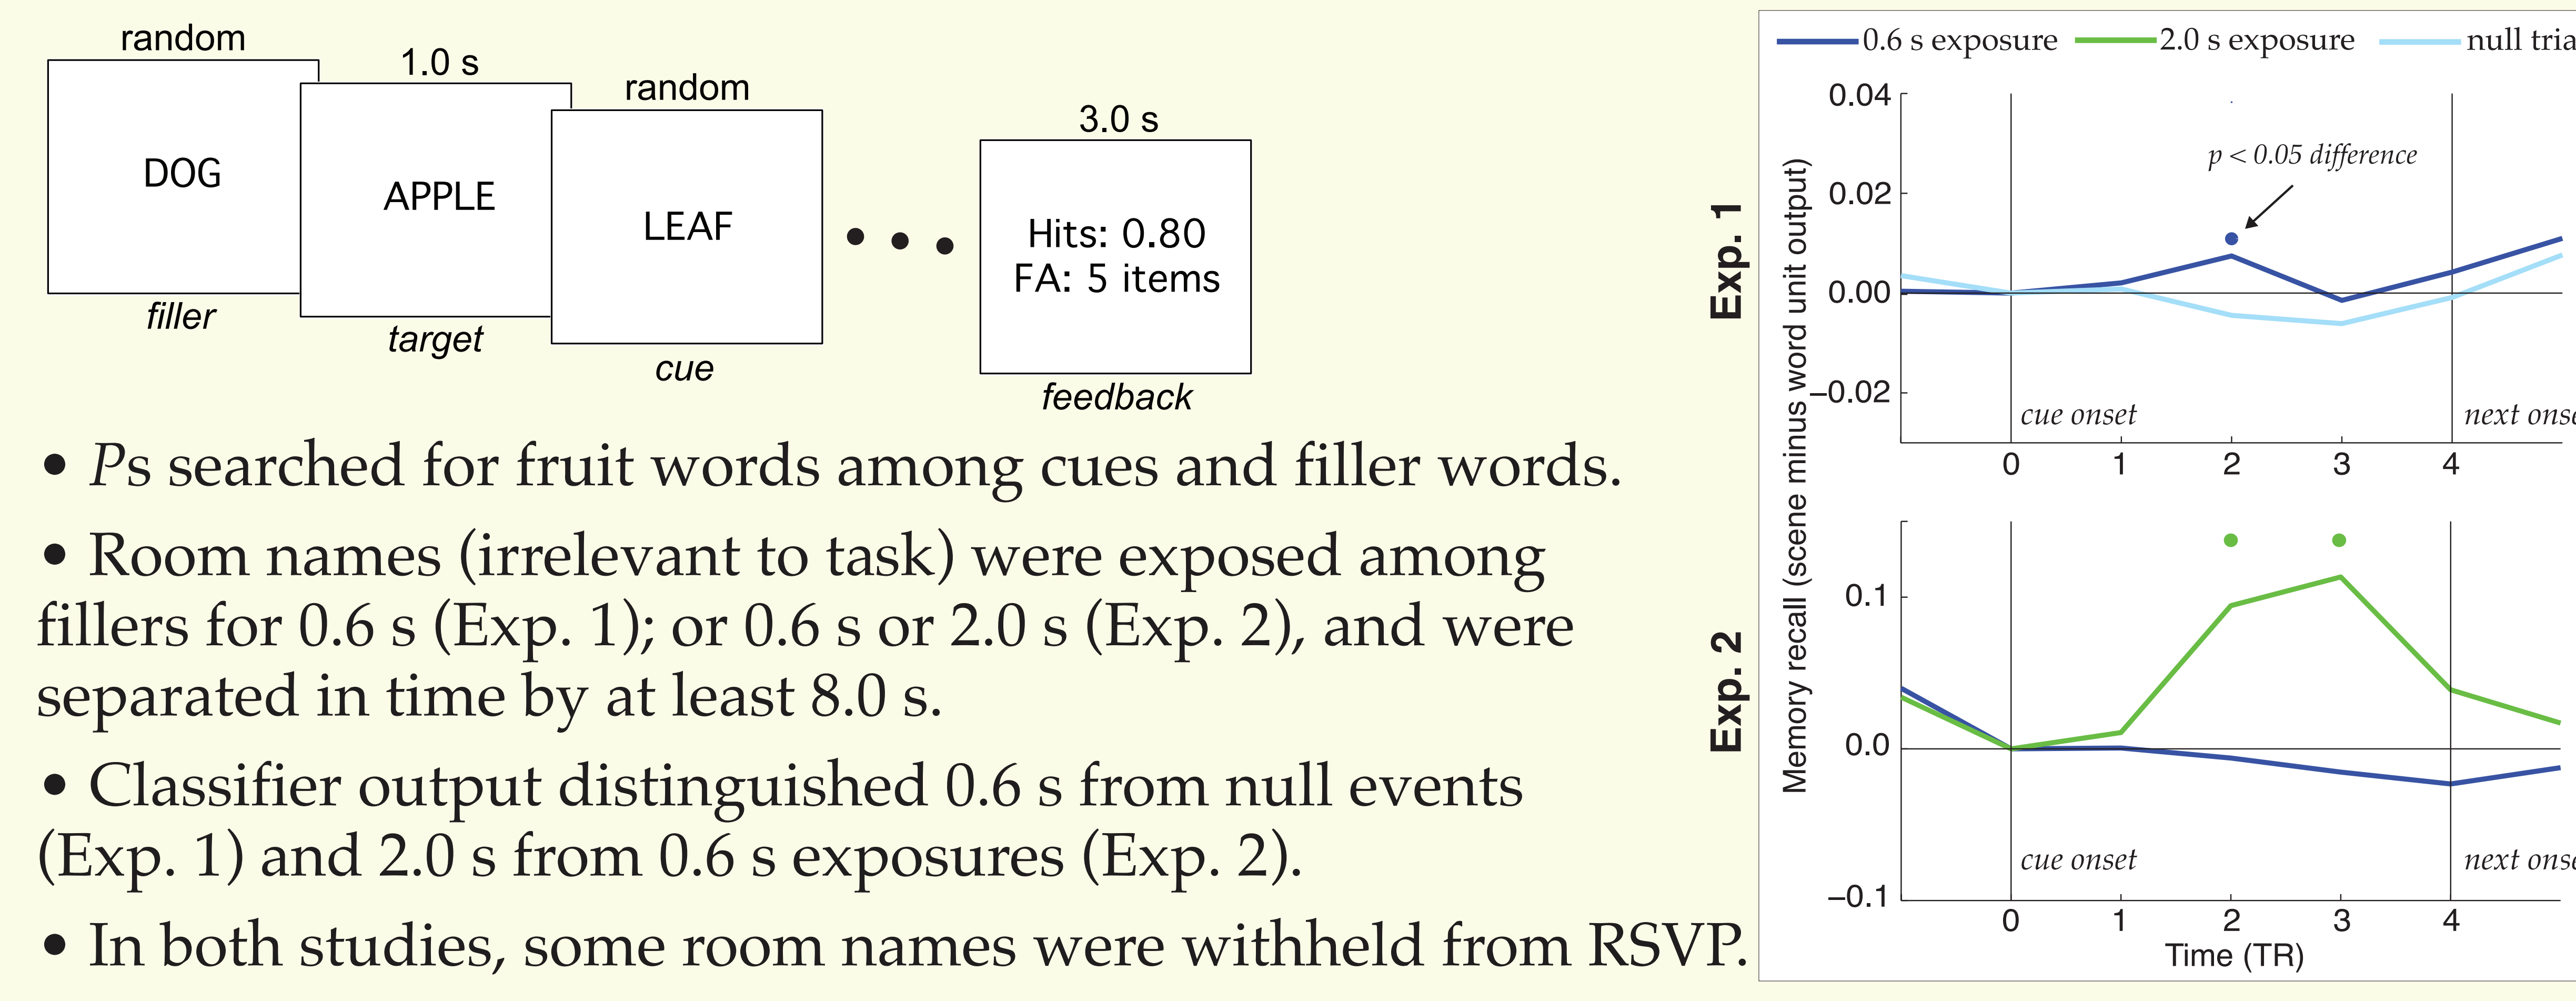 random
DOG
filler
1.0 s
APPLE
target
random
LEAF
cue
3.0 s
Hits: 0.80
FA: 5 items
feedback
• Ps searched for fruit words among cues and filler words.
• Room names (irrelevant to task) were exposed among
fillers for 0.6 s (Exp. 1); or 0.6 s or 2.0 s (Exp. 2), and were
separated in time by at least 8.0 s.
• Classifier output distinguished 0.6 s from null events
(Exp. 1) and 2.0 s from 0.6 s exposures (Exp. 2).
• In both studies, some room names were withheld from RSVP.
0.6 s exposure 2.0 s exposure null
Exp. 1
Exp. 2
Memory recall (scene minus word unit output)
0.04
0.02
0.00
–0.02
p < 0.05 difference
cue onset next
0 1 2 3 4
0.1
0.0
–0.1
cue onset next
0 1 2 3 4
Time (TR)